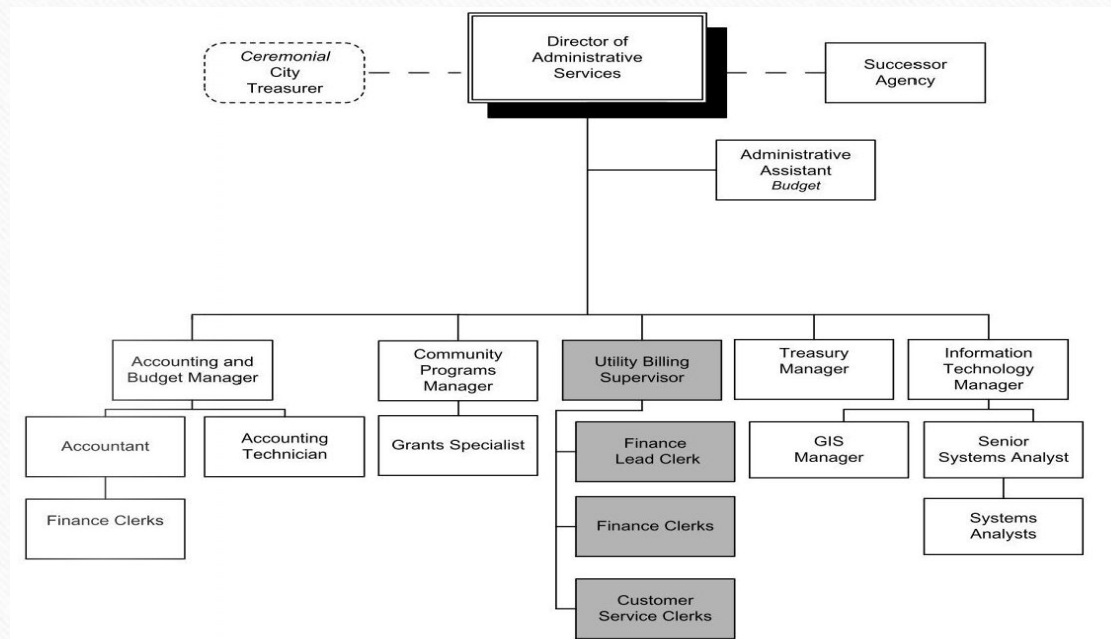 Ceremonial
City
Treasurer
Director of
Administrative
Services
Successor
Agency
Administrative
Assistant
Budget
Accounting and
Budget Manager
Community
Programs
Manager
Utility Billing
Supervisor
Treasury
Manager
Information
Technology
Manager
Accountant
Accounting
Technician
Grants Specialist
Finance
Lead Clerk
GIS
Manager
Senior
Systems Analyst
Finance Clerks
Finance Clerks
Systems
Analysts
Customer
Service Clerks